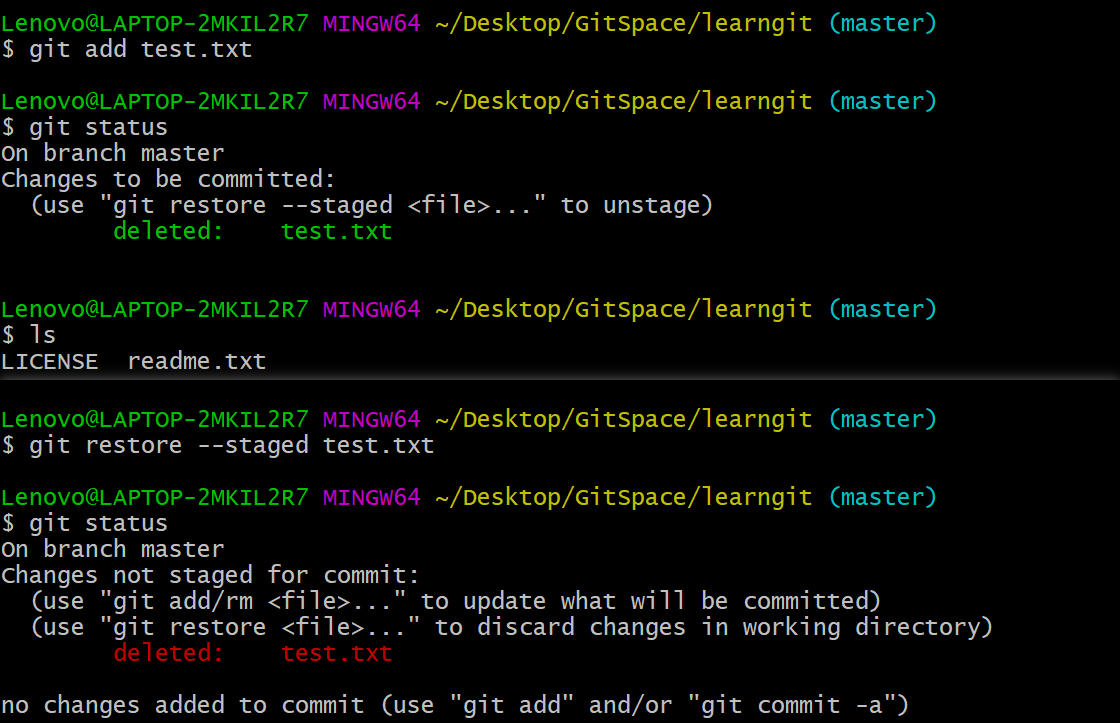 Lenovo@LAPTOP-2MKIL2R7 MINGW64 ~/Desktop/GitSpace/learngit (master)
$ git add test.txt
Lenovo@LAPTOP-2MKIL2R7 MINGW64 ~/Desktop/GitSpace/learngit (master)
$ git status
On branch master
Changes to be committed:
  (use "git restore --staged <file>..." to unstage)
        deleted:    test.txt
Lenovo@LAPTOP-2MKIL2R7 MINGW64 ~/Desktop/GitSpace/learngit (master)
$ ls
LICENSE  readme.txt
Lenovo@LAPTOP-2MKIL2R7 MINGW64 ~/Desktop/GitSpace/learngit (master)
$ git restore --staged test.txt
Lenovo@LAPTOP-2MKIL2R7 MINGW64 ~/Desktop/GitSpace/learngit (master)
$ git status
On branch master
Changes not staged for commit:
  (use "git add/rm <file>..." to update what will be committed)
  (use "git restore <file>..." to discard changes in working directory)
        deleted:    test.txt
no changes added to commit (use "git add" and/or "git commit -a")